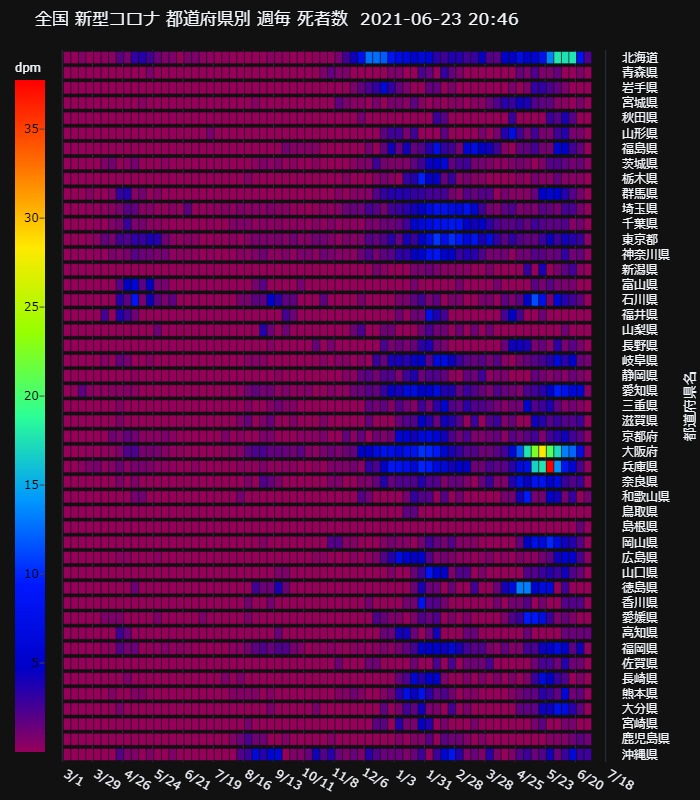 全国 新型コロナ 都道府県別 週毎 死者数  2021-06-23 20:46
dpm
35
30
25
20
15
10
5
北海道
青森県
岩手県
宮城県
秋田県
山形県
福島県
茨城県
栃木県
群馬県
埼玉県
千葉県
東京都
神奈川県
新潟県
富山県
石川県
福井県
山梨県
長野県
岐阜県
静岡県
愛知県
三重県
滋賀県
京都府
大阪府
兵庫県
奈良県
和歌山県
鳥取県
島根県
岡山県
広島県
山口県
徳島県
香川県
愛媛県
高知県
福岡県
佐賀県
長崎県
熊本県
大分県
宮崎県
鹿児島県
沖縄県
都道府県名
3/1 3/29 4/26 5/24 6/21 7/19 8/16 9/13 10/11 11/8 12/6 1/3 1/31 2/28 3/28 4/25 5/23 6/20 7/18